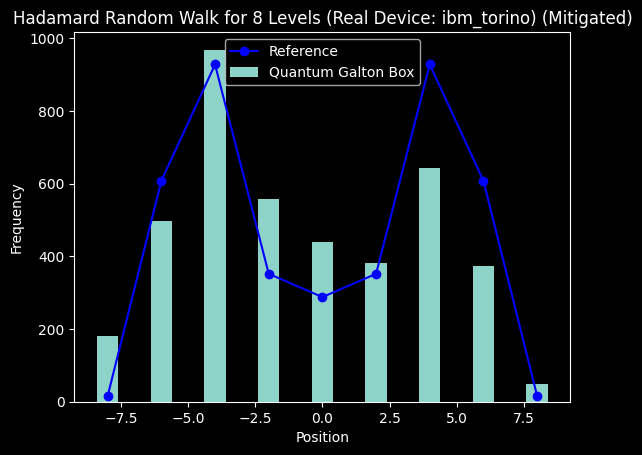 Hadamard Random Walk for 8 Levels (Real Device: ibm_torino) (Mitigated)
Reference
Quantum Galton Box
Frequency
1000
800
600
400
200
0
−7.5 −5.0 −2.5 0.0 2.5 5.0 7.5
Position